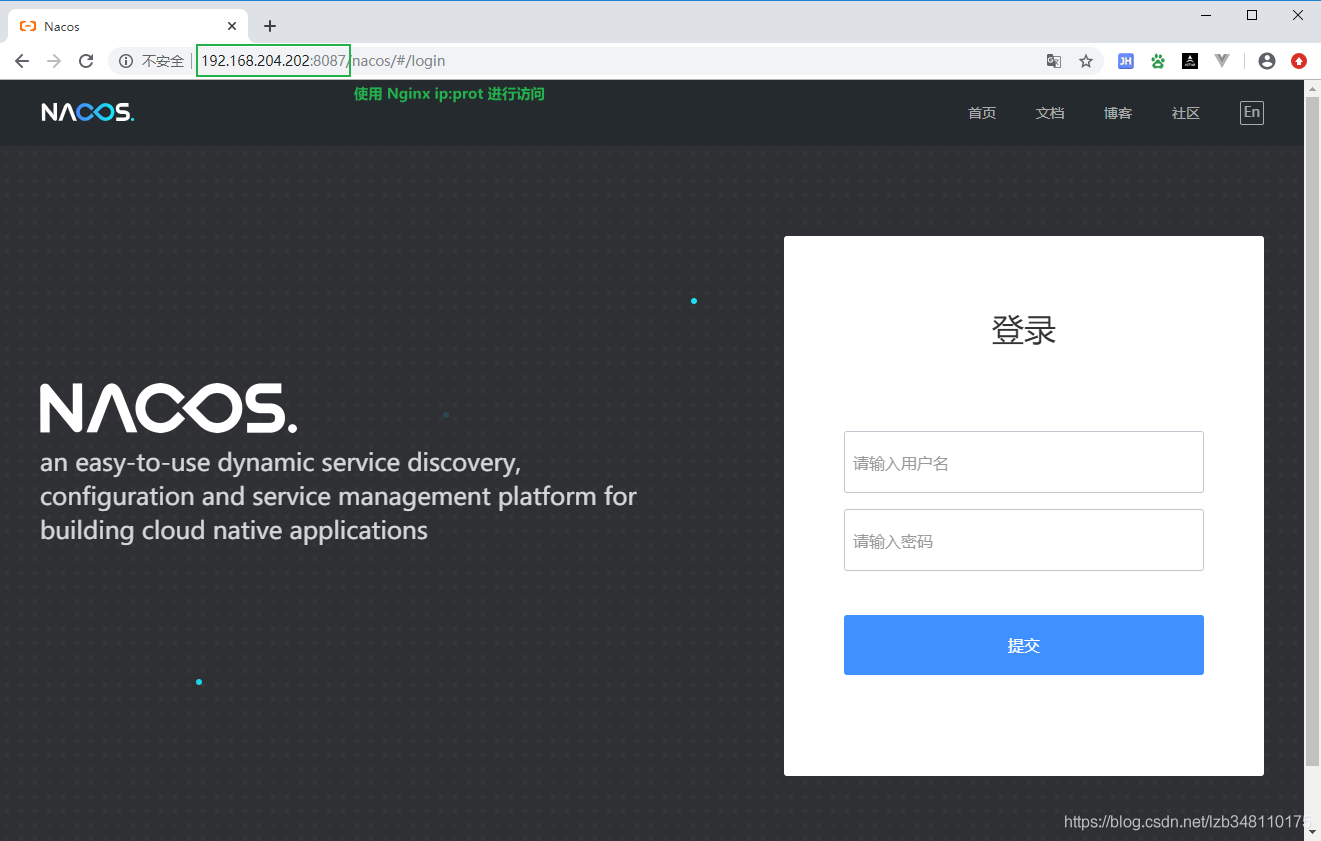 Nacos
不安全 192.168.204.202:8087/nacos/#/login
JH
使用 Nginx ip:prot 进行访问
NACOS.
首页 文档 博客 社区 En
登录
NACOS.
an easy-to-use dynamic service discovery,
configuration and service management platform for
building cloud native applications
请输入用户名
请输入密码
提交
https://blog.csdn.net/lzb348110175